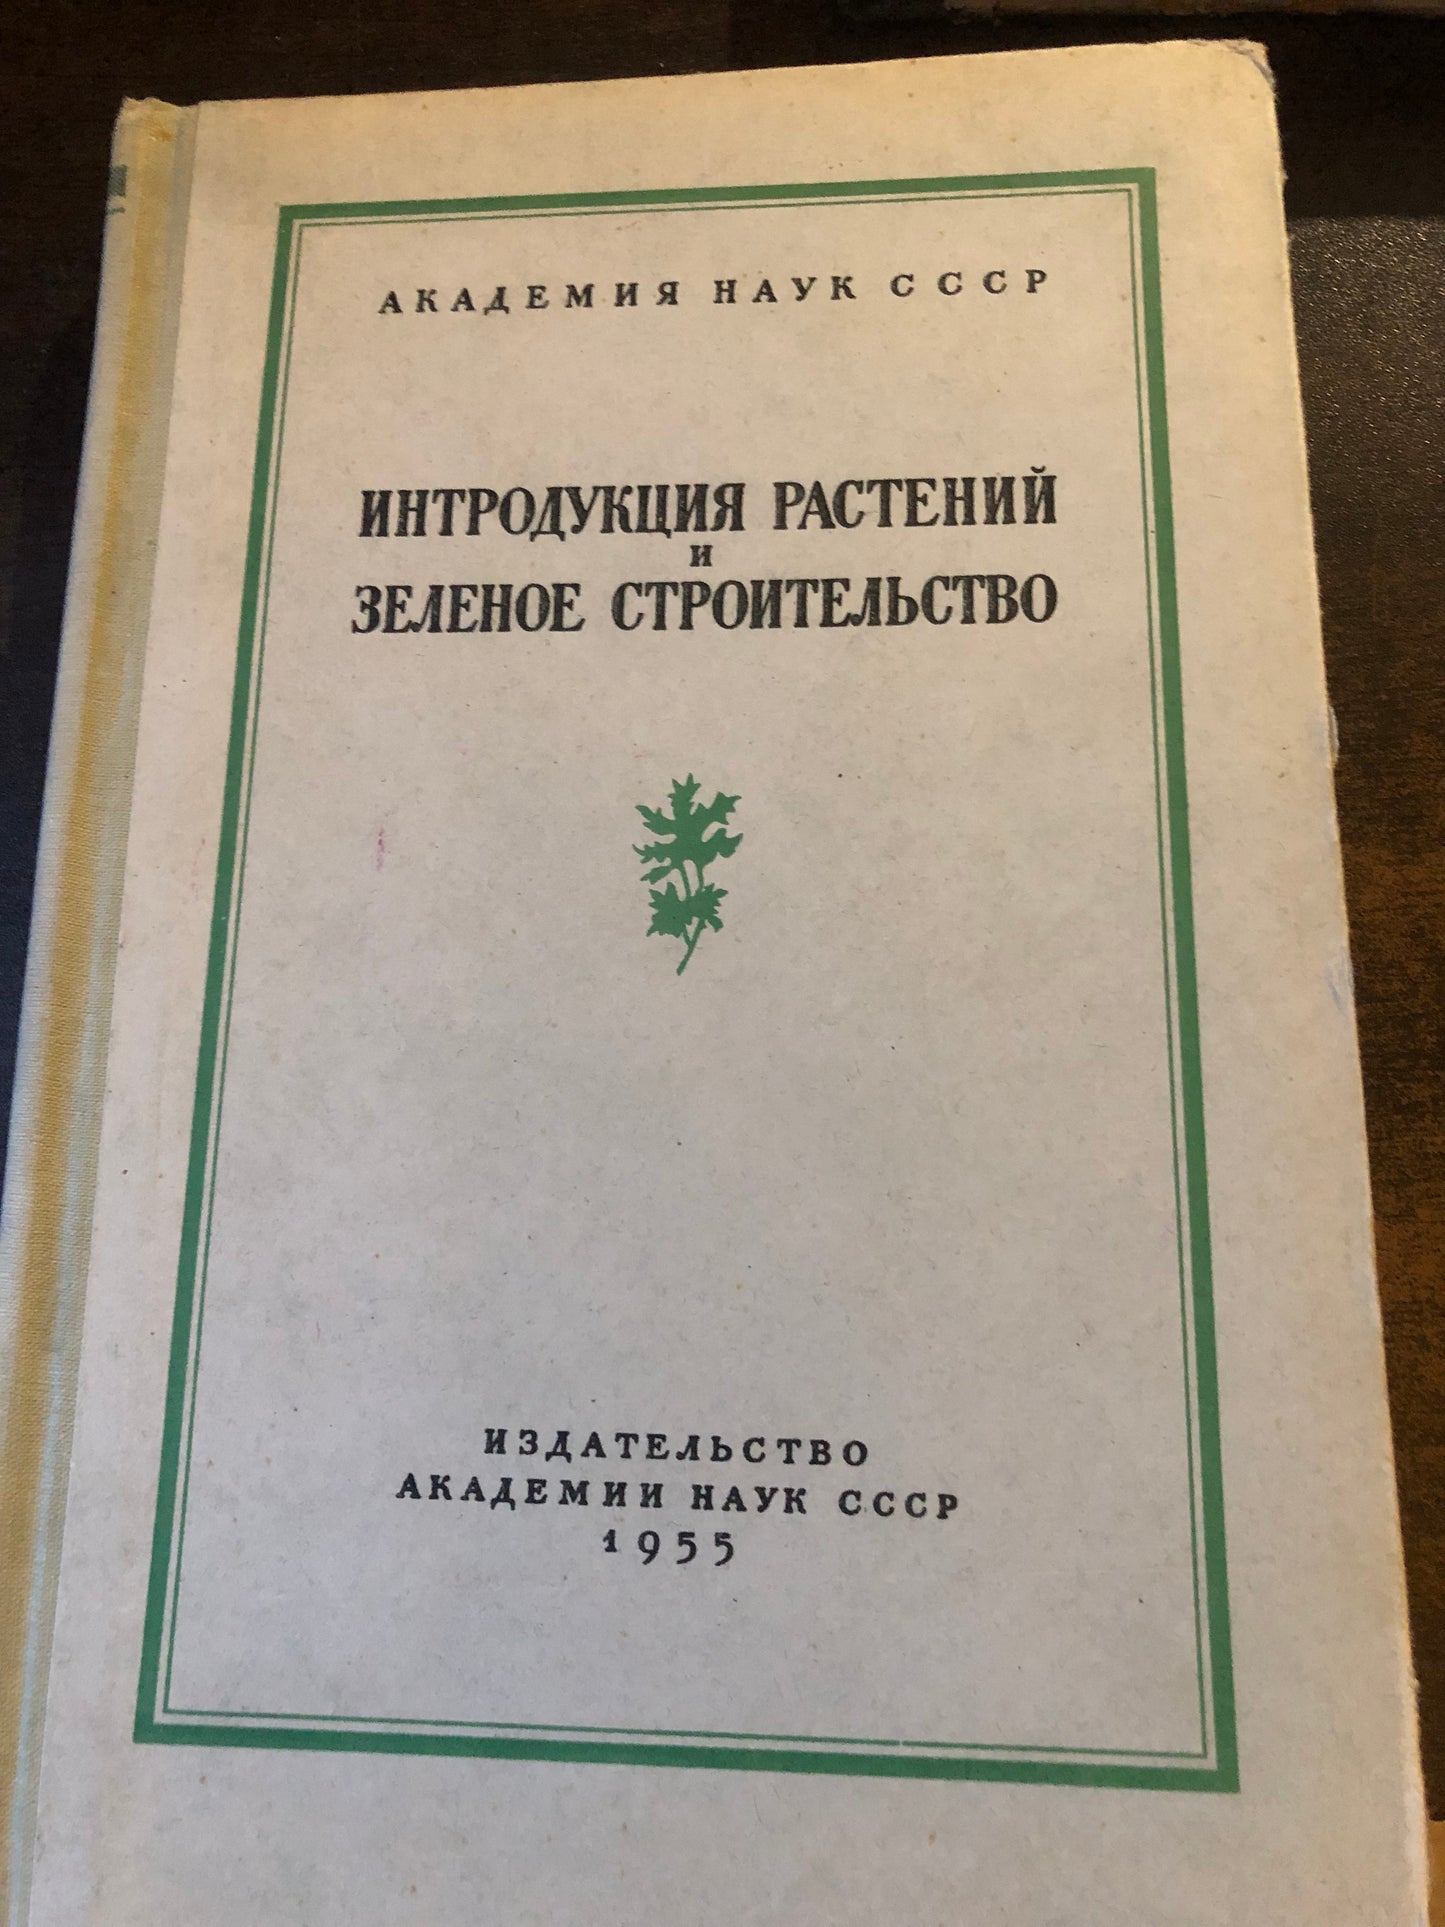 АКАДЕМИЯ НАУК СССР
ИНТРОДУКЦИЯ РАСТЕНИЙ
И
ЗЕЛЕНОЕ СТРОИТЕЛЬСТВО
ИЗДАТЕЛЬСТВО
АКАДЕМИИ НАУК СССР
1955